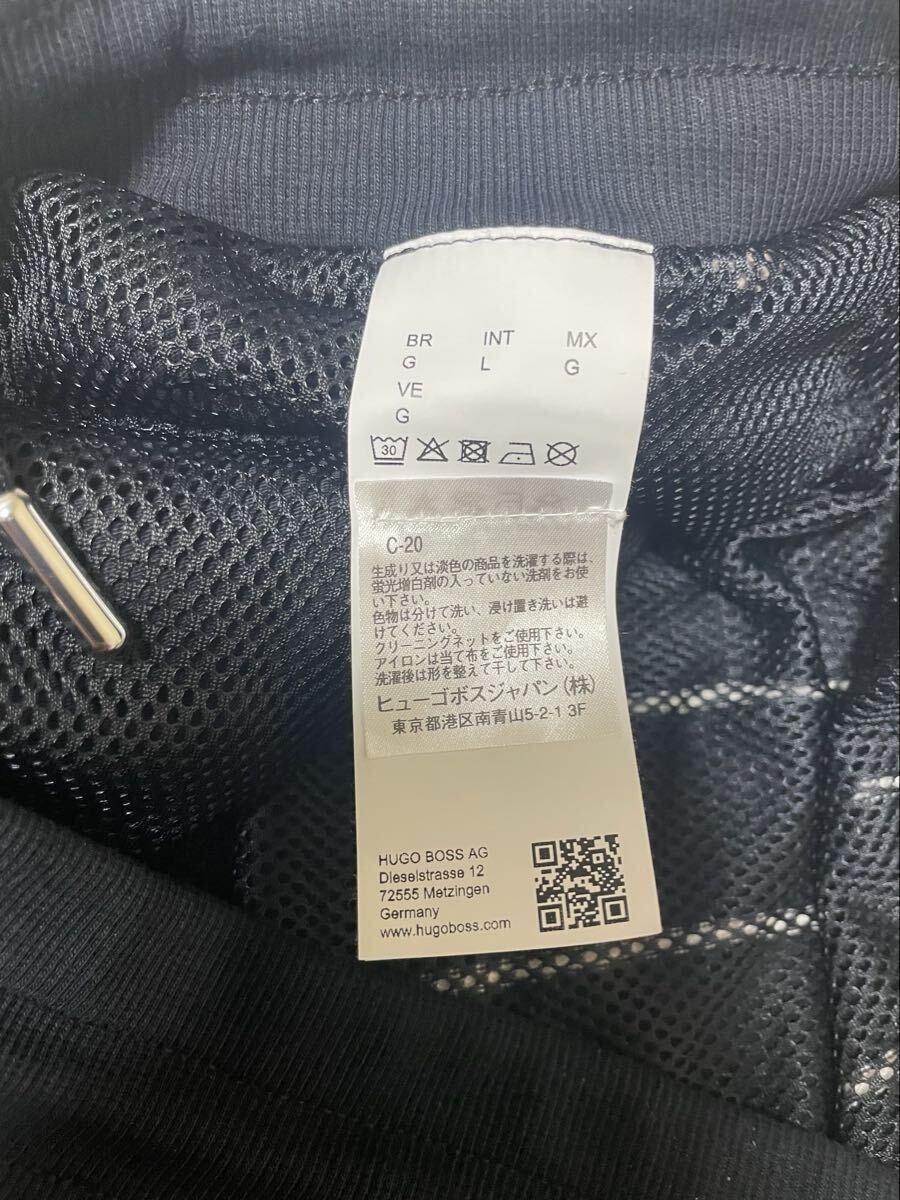 BR INT MX
G L G
VE
G
30
C-20
生成り又は淡色の商品を洗濯する際は、
蛍光増白剤の入っていない洗剤をお使
い下さい。
色物は分けて洗い、浸け置き洗いは避
けてください。
クリーニングネットをご使用下さい。
アイロンは当て布をご使用下さい。
洗濯後は形を整えて干して下さい。
ヒューゴボスジャパン(株)
東京都港区南青山5-2-1 3F
HUGO BOSS AG
Dieselstrasse 12
72555 Metzingen
Germany
www.hugoboss.com